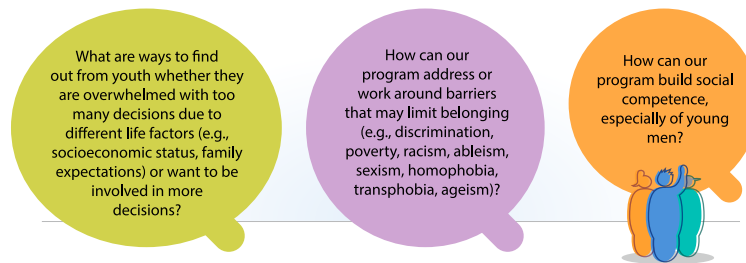 What are ways to find
out from youth whether they
are overwhelmed with too
many decisions due to
different life factors (e.g.,
socioeconomic status, family
expectations) or want to be
involved in more
decisions?
How can our
program address or
work around barriers
that may limit belonging
(e.g., discrimination,
poverty, racism, ableism,
sexism, homophobia,
transphobia, ageism)?
How can our
program build social
competence,
especially of young
men?